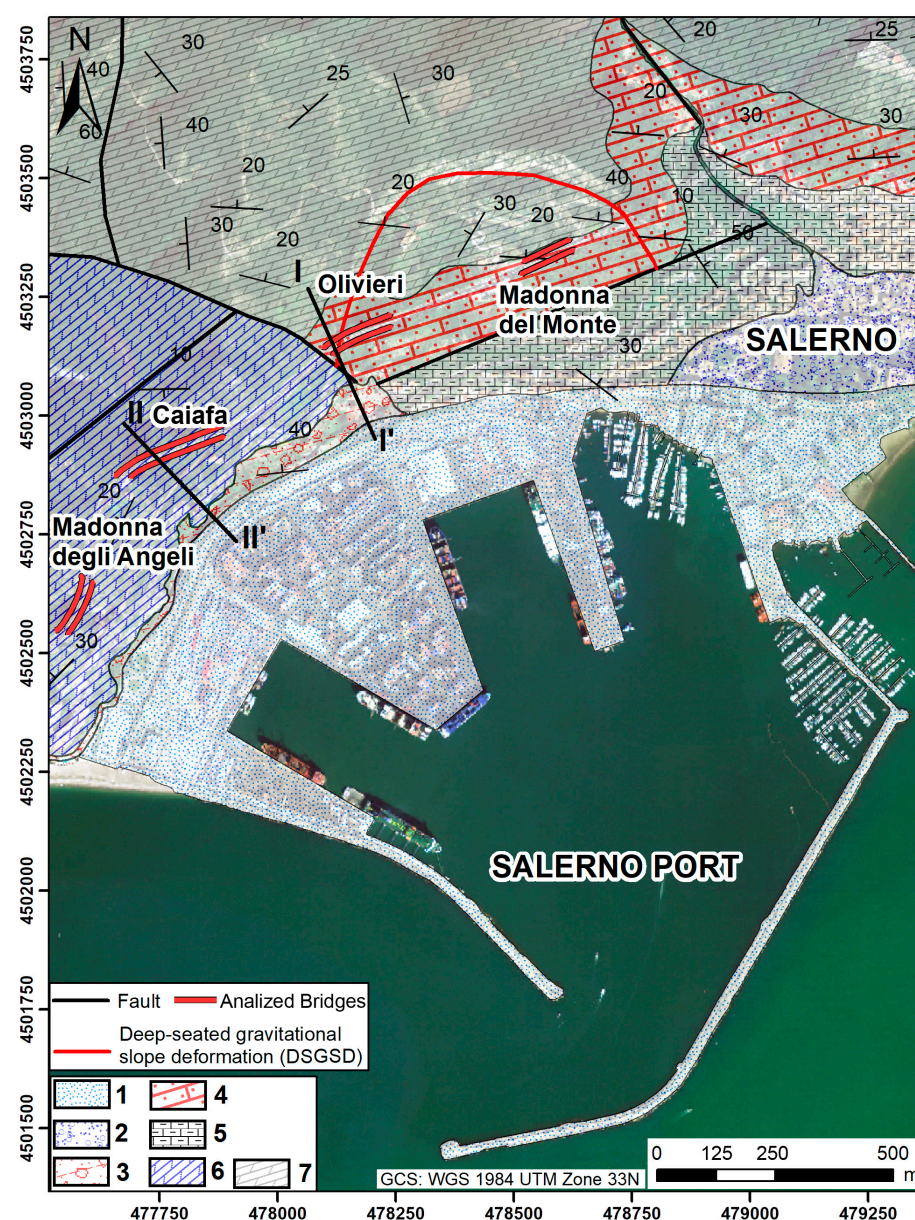 N
40
60
30
40
20
30
20
25
30
20
30
20
20
30
40
10
50
20
25
30
30
I
Olivieri
Madonna
del Monte
SALERNO
10
30
II Caiafa
40
I'
20
II'
Madonna
degli Angeli
30
SALERNO PORT
Fault
Analized Bridges
Deep-seated gravitational
slope deformation (DSGSD)
1
4
2
5
3
6
7
GCS: WGS 1984 UTM Zone 33N
0 125 250 500
m
4503750
4503500
4503250
4503000
4502750
4502500
4502250
4502000
4501750
4501500
477750 478000 478250 478500 478750 479000 479250